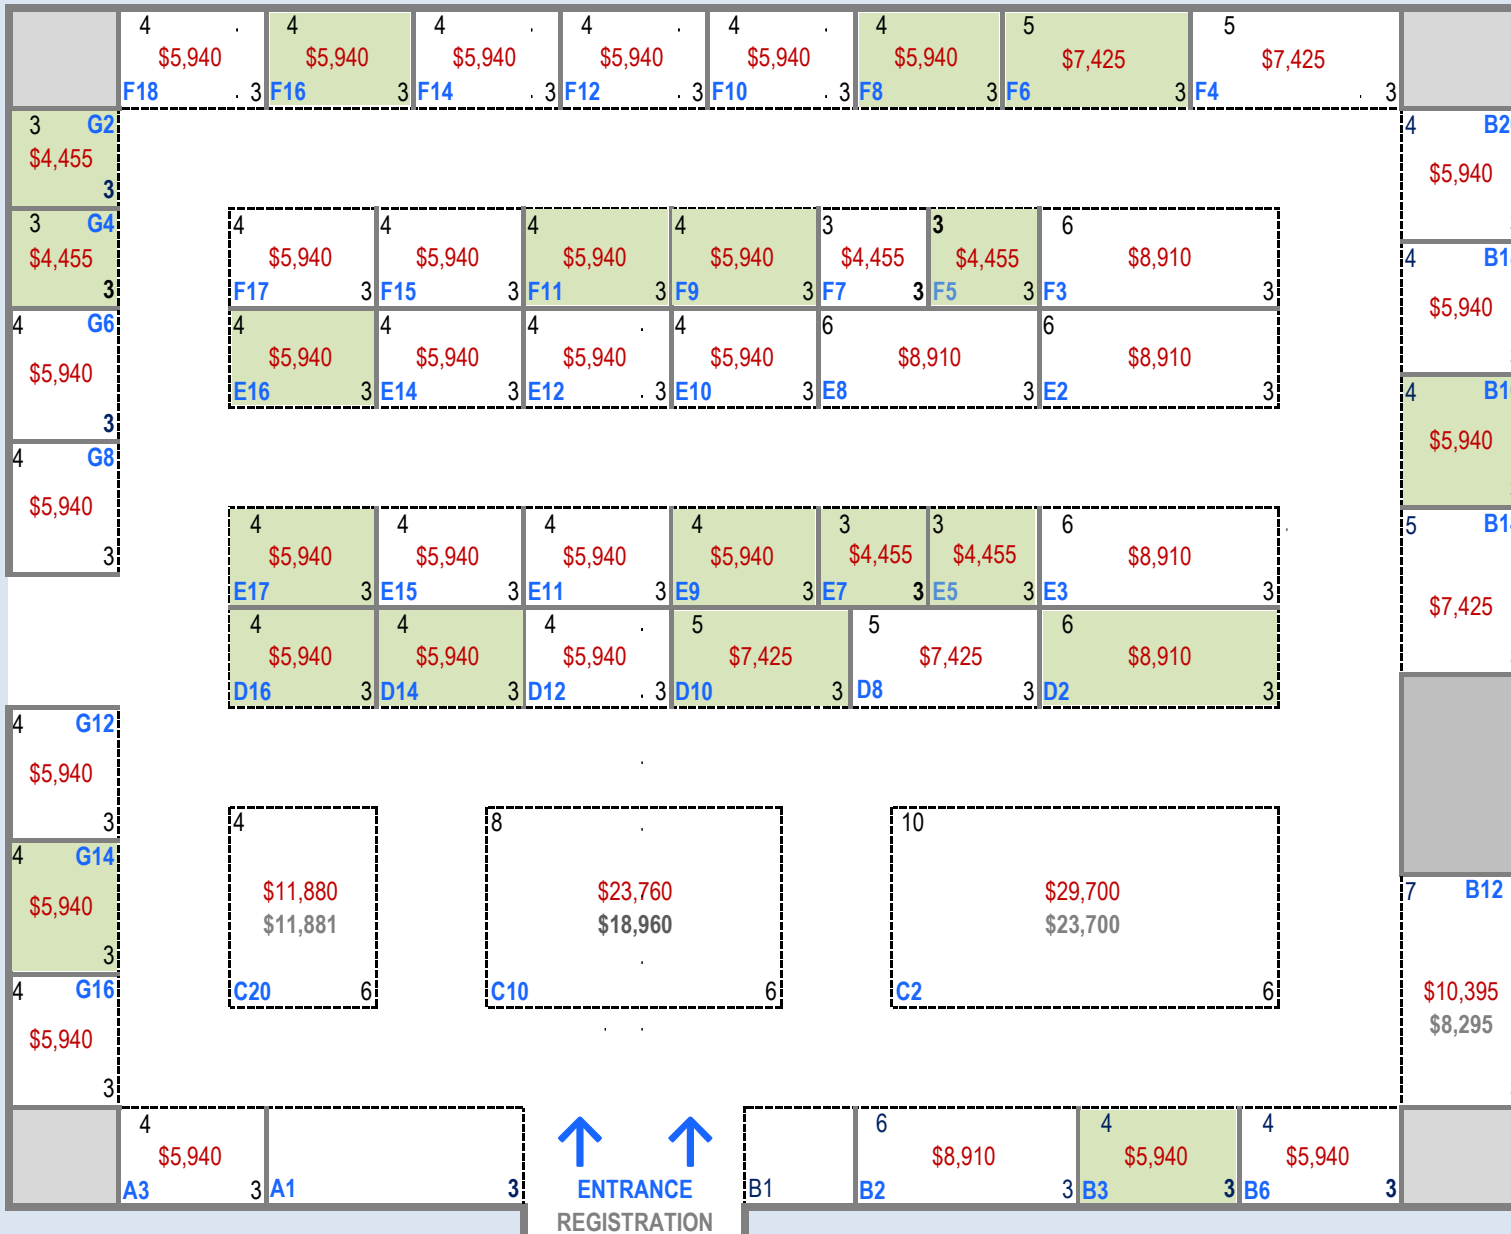 4 4 4 4 4 4 5 5
$5,940 $5,940 $5,940 $5,940 $5,940 $5,940 $7,425 $7,425
F18 3 F16 3 F14 3 F12 3 F10 3 F8 3 F6 3 F4 3
3 G2
$4,455
3
3 G4
$4,455
3
4 G6
$5,940
3
4 G8
$5,940
3
4 G12
$5,940
3
4 G14
$5,940
3
4 G16
$5,940
3
4 4 4 4 3 3 6
$5,940 $5,940 $5,940 $5,940 $4,455 $4,455 $8,910
F17 3 F15 3 F11 3 F9 3 F7 3 F5 3 F3 3
4 4 4 4 6 6
$5,940 $5,940 $5,940 $5,940 $8,910 $8,910
E16 3 E14 3 E12 3 E10 3 E8 3 E2 3
4 4 4 4 3 3 6
$5,940 $5,940 $5,940 $5,940 $4,455 $4,455 $8,910
E17 3 E15 3 E11 3 E9 3 E7 3 E5 3 E3 3
4 4 4 5 5 6
$5,940 $5,940 $5,940 $7,425 $7,425 $8,910
D16 3 D14 3 D12 3 D10 3 D8 3 D2 3
4 8 10
$11,880 $23,760 $29,700
$11,881 $18,960 $23,700
C20 6 C10 6 C2 6
4 B2
$5,940
4 B1
$5,940
4 B1
$5,940
5 B1
$7,425
7 B12
$10,395
$8,295
4 6 4 4
$5,940 $8,910 $5,940 $5,940
A3 3 A1 3 ENTRANCE B1 B2 3 B3 3 B6 3
REGISTRATION